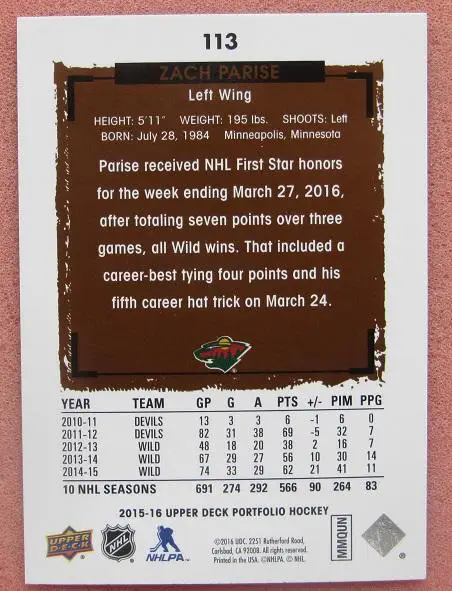 113
ZACH PARISE
Left Wing
HEIGHT: 5'11" WEIGHT: 195 lbs. SHOOTS: Left
BORN: July 28, 1984 Minneapolis, Minnesota
Parise received NHL First Star honors
for the week ending March 27, 2016,
after totaling seven points over three
games, all Wild wins. That included a
career-best tying four points and his
fifth career hat trick on March 24.
YEAR TEAM GP G A PTS +/- PIM PPG
2010-11 DEVILS 13 3 3 6 -1 6 0
2011-12 DEVILS 82 31 38 69 -5 32 7
2012-13 WILD 48 18 20 38 2 16 7
2013-14 WILD 67 29 27 56 10 30 14
2014-15 WILD 74 33 29 62 21 41 11
10 NHL SEASONS 691 274 292 566 90 264 83
2015-16 UPPER DECK PORTFOLIO HOCKEY
UPPER DECK
NHL
NHLPA®
©2016 UDC. 2251 Rutherford Road,
Carlsbad, CA 92008. All rights reserved.
Printed in the USA. ©NHLPA. © NHL.
MMQUN